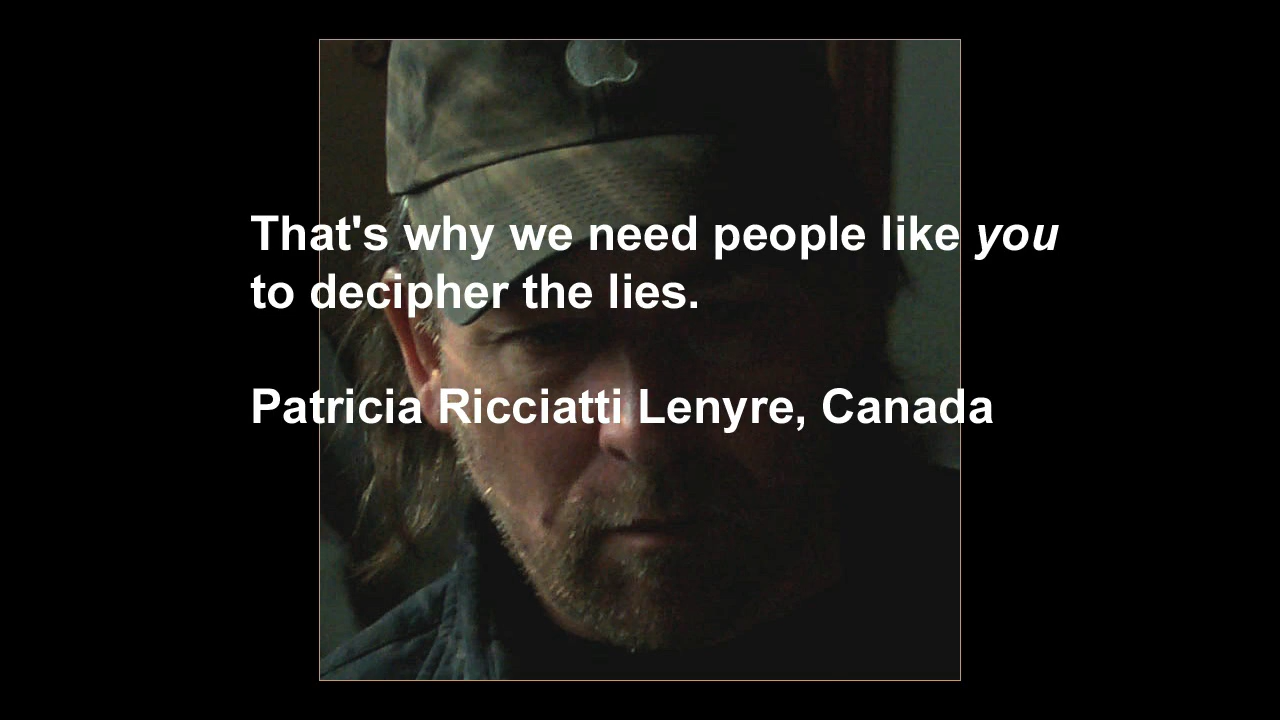 That's why we need people like you
to decipher the lies.
Patricia Ricciatti Lenyre, Canada